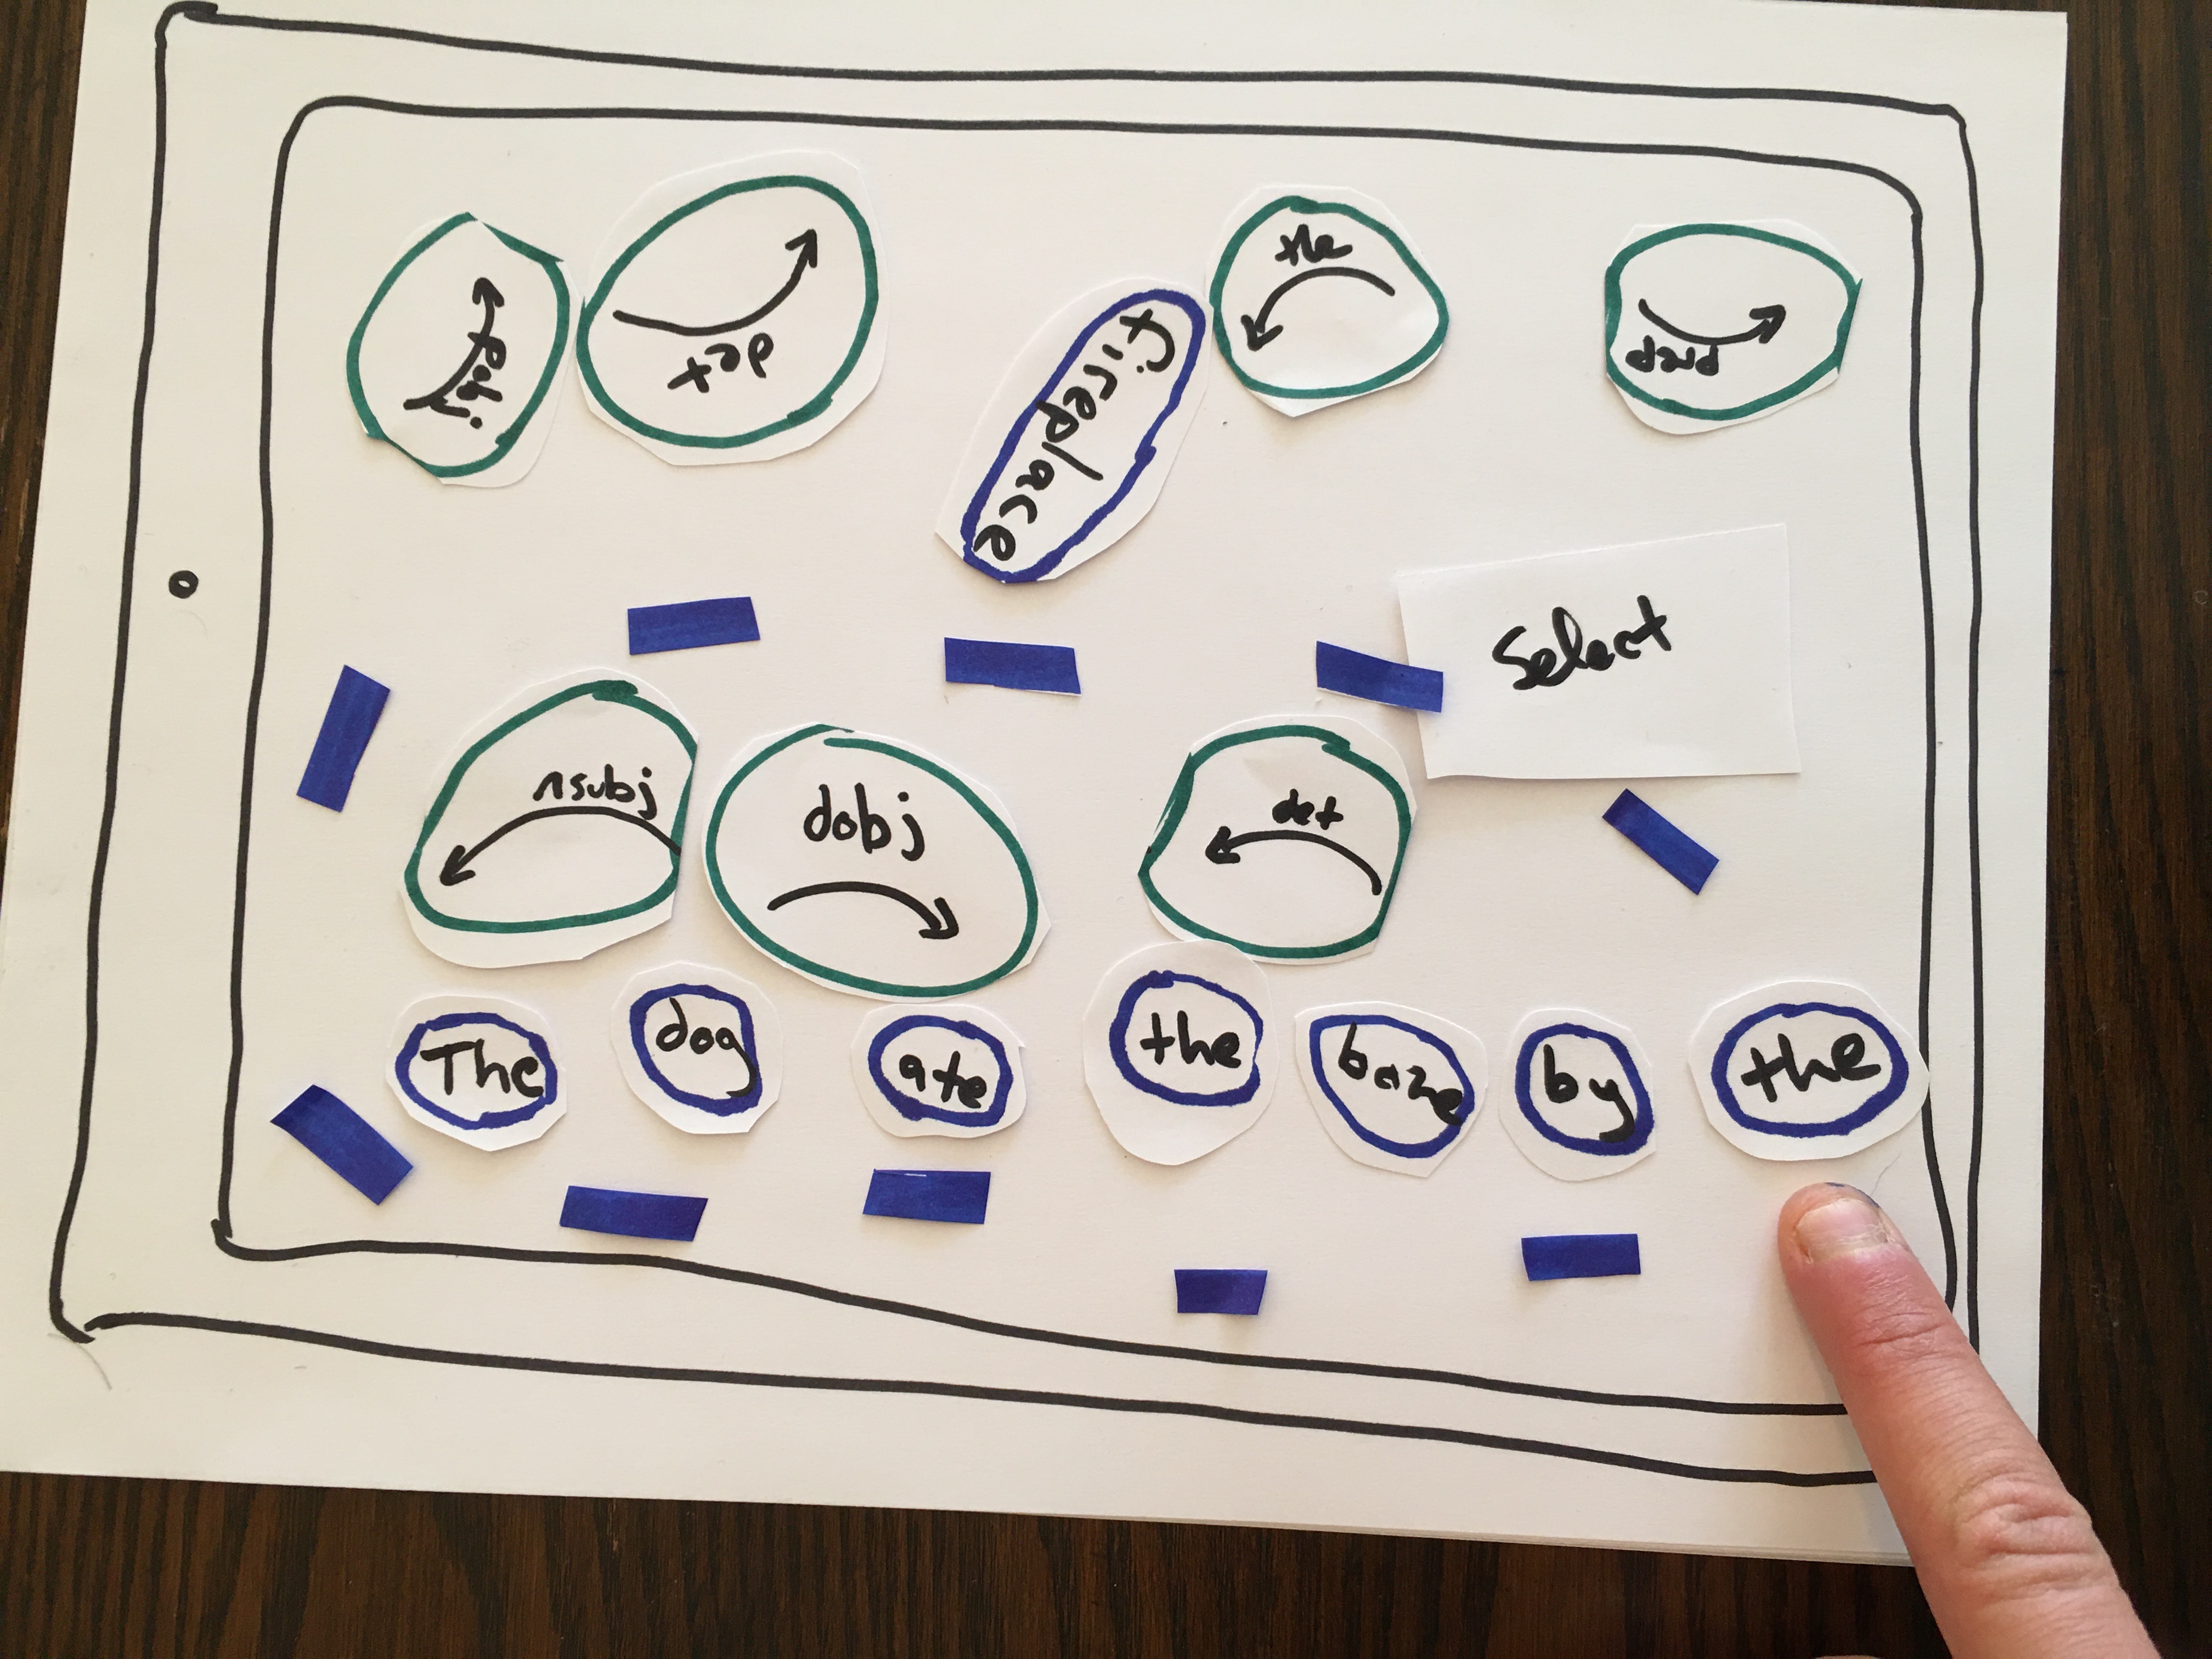 pobj
det
fireplace
the
prep
Select
nsubj
dobj
det
The dog ate the bone by the